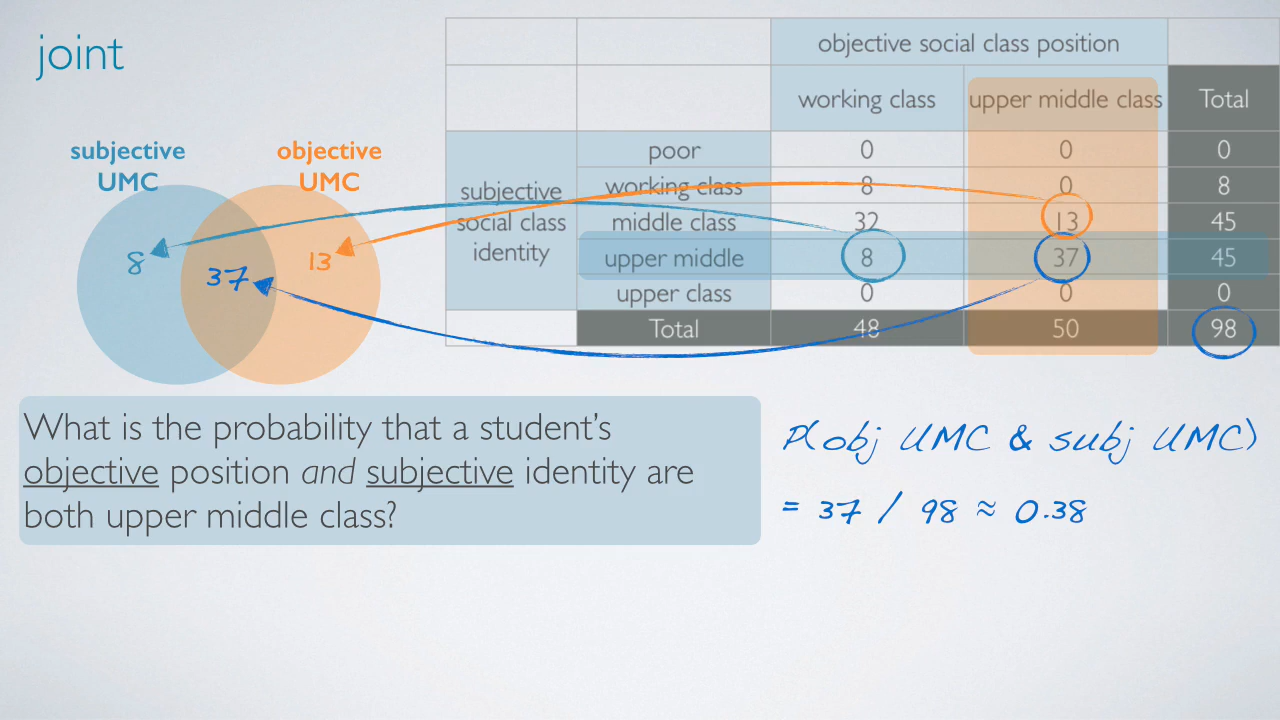 joint
subjective
UMC
objective
UMC
8
37
13
objective social class position
working class upper middle class Total
subjective
social class
identity
poor 0 0 0
working class 8 0 8
middle class 32 13 45
upper middle 8 37 45
upper class 0 0 0
Total 48 50 98
What is the probability that a student's
objective position and subjective identity are
both upper middle class?
P(obj UMC & subj UMC)
= 37 / 98 ≈ 0.38